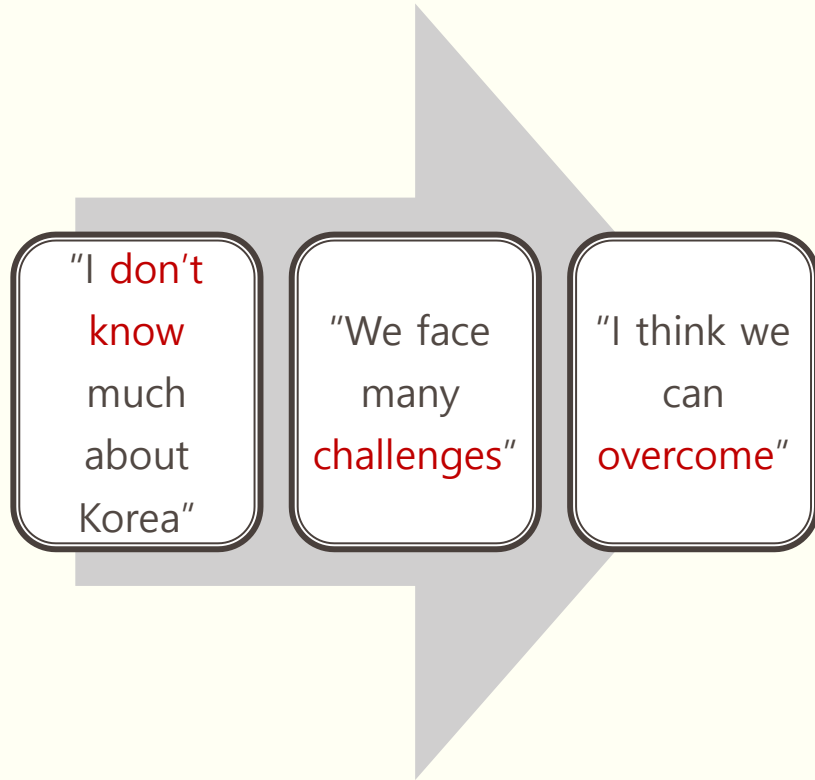 "I don't
know
much
about
Korea"
"We face
many
challenges"
"I think we
can
overcome"